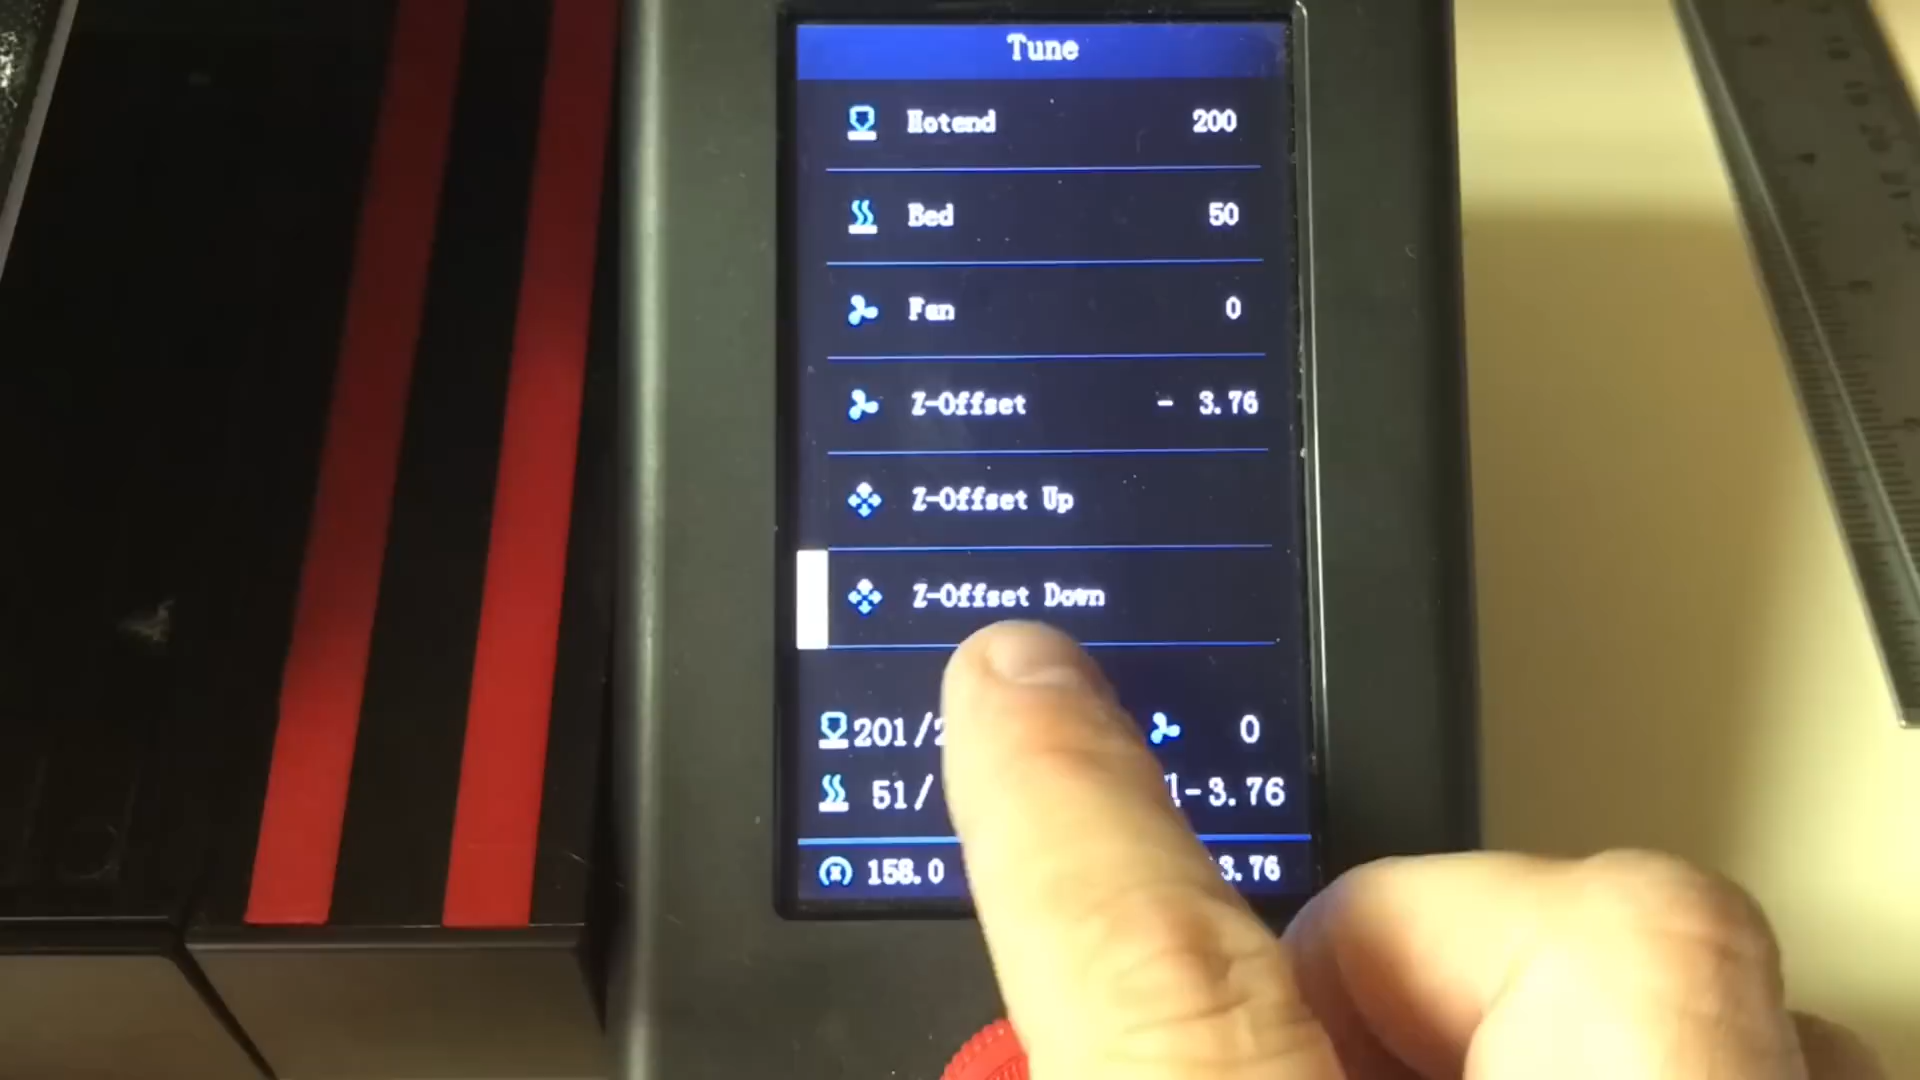 Tune
Hotend 200
Bed 50
Fan 0
Z-Offset - 3.76
Z-Offset Up
Z-Offset Down
201/ 0
51/ -3.76
158.0 3.76